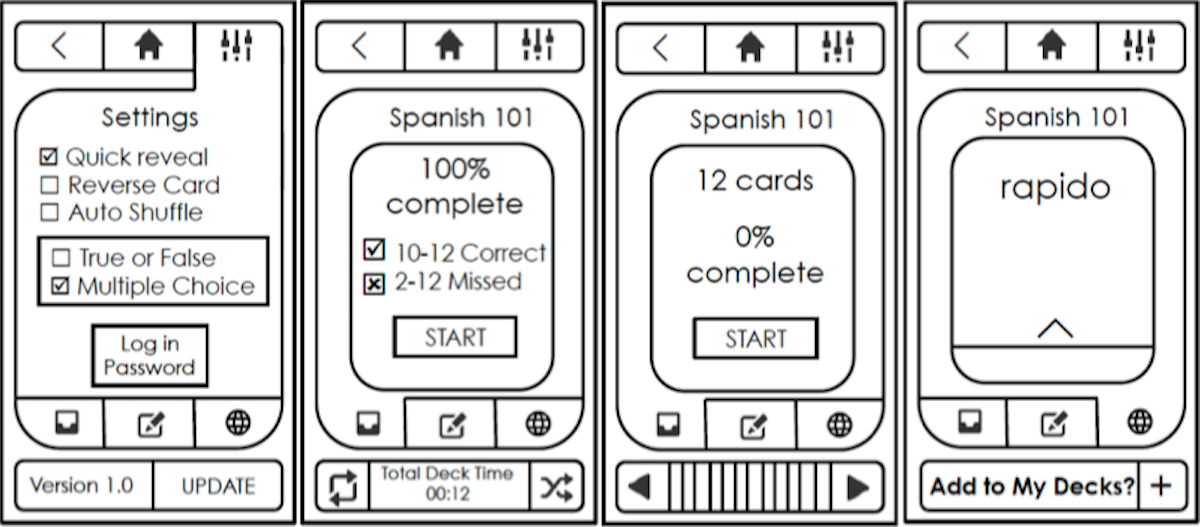 Settings
Quick reveal
Reverse Card
Auto Shuffle
True or False
Multiple Choice
Log in
Password
Version 1.0
UPDATE
Spanish 101
100%
complete
10-12 Correct
2-12 Missed
START
Total Deck Time
00:12
Spanish 101
12 cards
0%
complete
START
Spanish 101
rapido
Add to My Decks? +